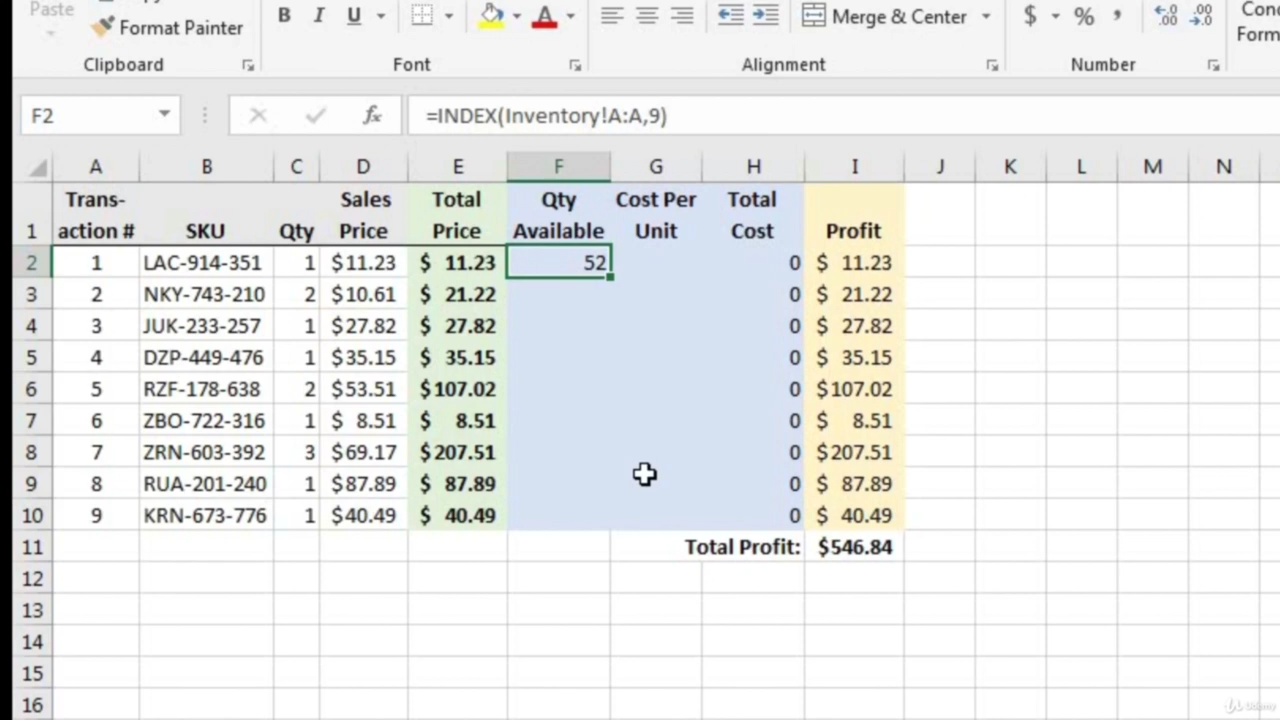 Paste
Format Painter
B I U A
Merge & Center
$ % ,
Clipboard Font Alignment Number
F2 fx =INDEX(Inventory!A:A,9)
A B C D E F G H I J K L M N
Trans- Sales Total Qty Cost Per Total
1 action # SKU Qty Price Price Available Unit Cost Profit
2 1 LAC-914-351 1 $11.23 $ 11.23 52 0 $ 11.23
3 2 NKY-743-210 2 $10.61 $ 21.22 0 $ 21.22
4 3 JUK-233-257 1 $27.82 $ 27.82 0 $ 27.82
5 4 DZP-449-476 1 $35.15 $ 35.15 0 $ 35.15
6 5 RZF-178-638 2 $53.51 $107.02 0 $107.02
7 6 ZBO-722-316 1 $ 8.51 $ 8.51 0 $ 8.51
8 7 ZRN-603-392 3 $69.17 $207.51 0 $207.51
9 8 RUA-201-240 1 $87.89 $ 87.89 0 $ 87.89
10 9 KRN-673-776 1 $40.49 $ 40.49 0 $ 40.49
11 Total Profit: $546.84
12
13
14
15
16
Udemy